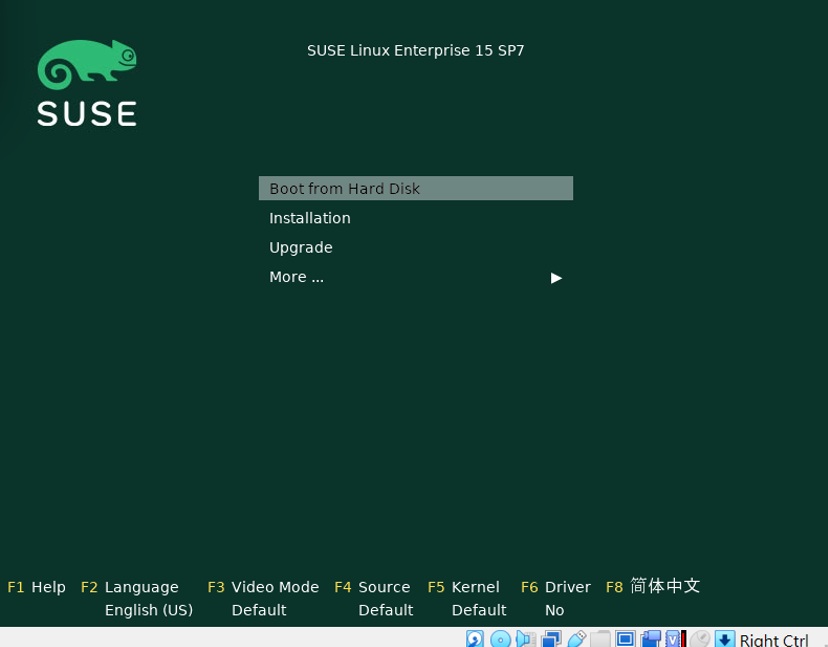 SUSE
SUSE Linux Enterprise 15 SP7
Boot from Hard Disk
Installation
Upgrade
More ...
F1 Help F2 Language F3 Video Mode F4 Source F5 Kernel F6 Driver F8 简体中文
English (US) Default Default Default No
V
Right Ctrl